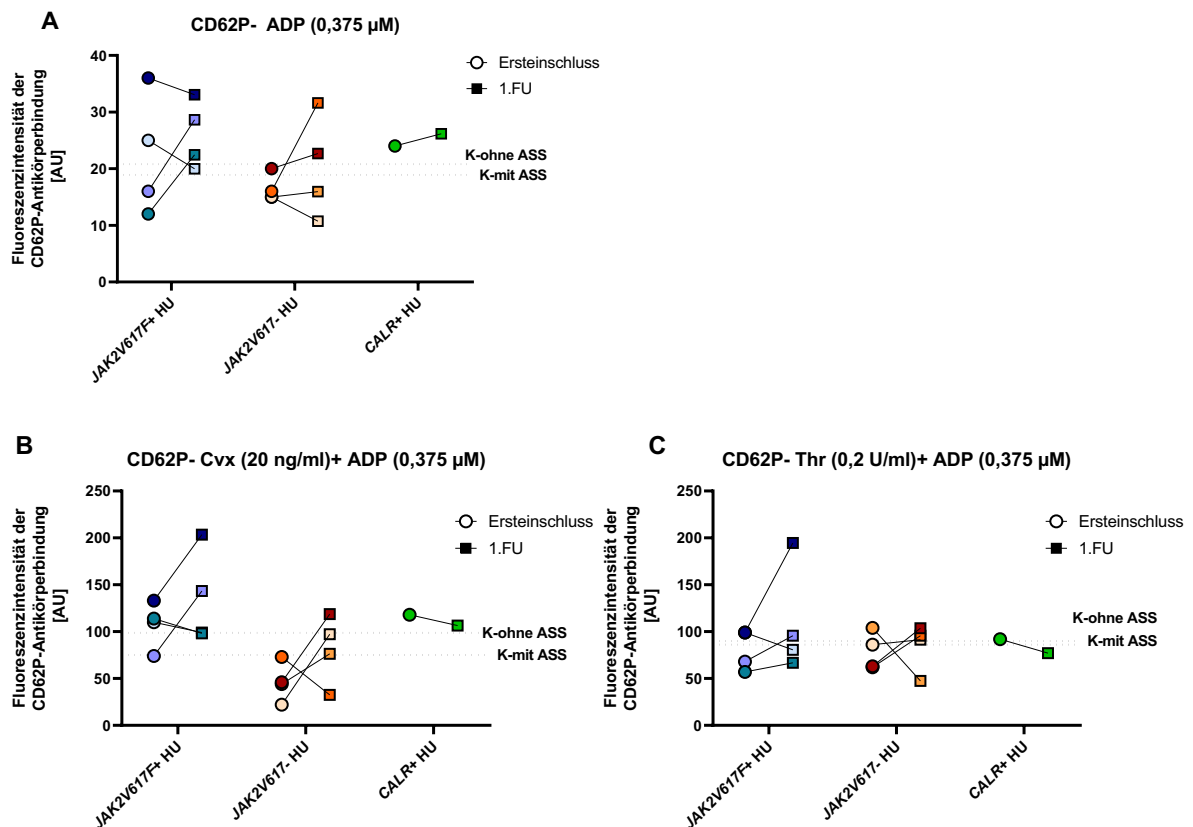 A
CD62P- ADP (0,375 µM)
Fluoreszenzintensität der
CD62P-Antikörperbindung
[AU]
40
30
20
10
0
Ersteinschluss
1.FU
K-ohne ASS
K-mit ASS
JAK2V617F+ HU
JAK2V617- HU
CALR+ HU
B
CD62P- Cvx (20 ng/ml)+ ADP (0,375 µM)
Fluoreszenzintensität der
CD62P-Antikörperbindung
[AU]
250
200
150
100
50
0
Ersteinschluss
1.FU
K-ohne ASS
K-mit ASS
JAK2V617F+ HU
JAK2V617- HU
CALR+ HU
C
CD62P- Thr (0,2 U/ml)+ ADP (0,375 µM)
Fluoreszenzintensität der
CD62P-Antikörperbindung
[AU]
250
200
150
100
50
0
Ersteinschluss
1.FU
K-ohne ASS
K-mit ASS
JAK2V617F+ HU
JAK2V617- HU
CALR+ HU